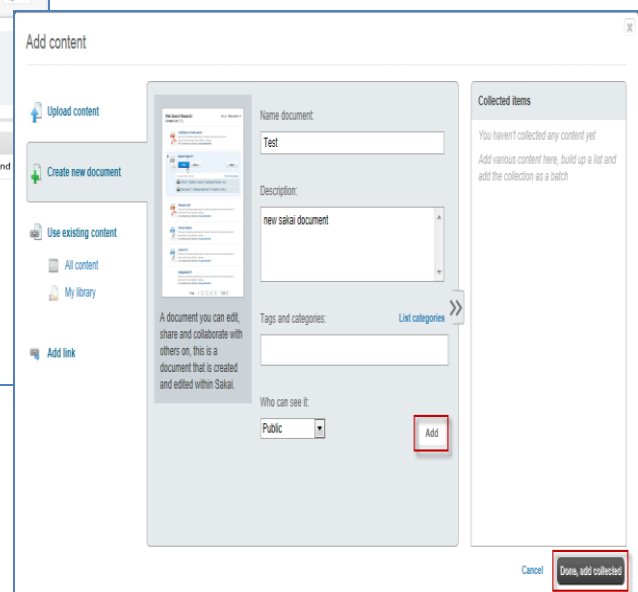 Add content
x
Upload content
Create new document
Use existing content
All content
My library
Add link
A document you can edit,
share and collaborate with
others on, this is a
document that is created
and edited within Sakai.
Name document:
Test
Description:
new sakai document
Tags and categories:
List categories
Who can see it:
Public
Add
Collected items
You haven't collected any content yet
Add various content here, build up a list and
add the collection as a batch
Cancel
Done, add collected